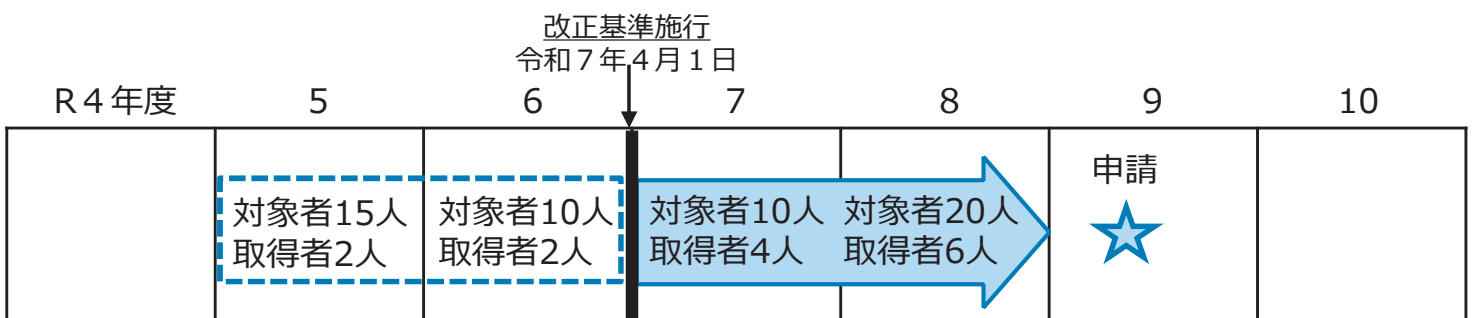 改正基準施行
令和7年4月1日
R4年度 5 6 7 8 9 10
対象者15人 対象者10人 対象者10人 対象者20人 申請
取得者2人 取得者2人 取得者4人 取得者6人